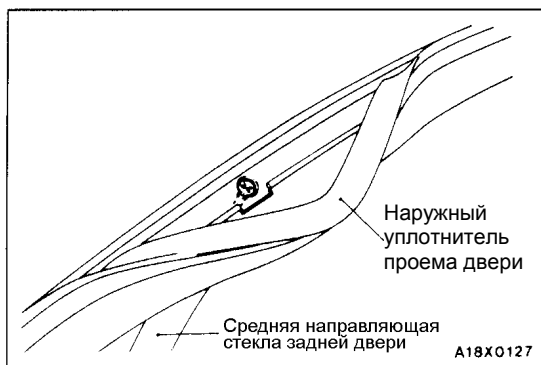 Наружный
уплотнитель
проема двери
Средняя направляющая
стекла задней двери
A18X0127